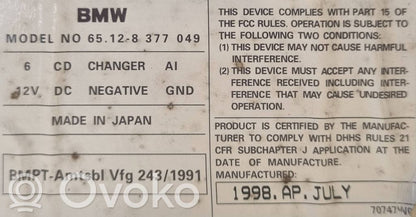 BMW
MODEL NO 65.12-8 377 049
6 CD CHANGER AI
12V DC NEGATIVE GND
MADE IN JAPAN
BMPT-Amtsbl Vfg 243/1991
THIS DEVICE COMPLIES WITH PART 15 OF
THE FCC RULES. OPERATION IS SUBJECT TO
THE FOLLOWING TWO CONDITIONS:
(1) THIS DEVICE MAY NOT CAUSE HARMFUL
INTERFERENCE.
(2) THIS DEVICE MUST ACCEPT ANY INTERF
ERENCE RECEIVED INCLUDING INTERFERENCE
THAT MAY CAUSE UNDESIRED
OPERATION.
PRODUCT IS CERTIFIED BY THE MANUFAC-
TURER TO COMPLY WITH DHHS RULES 21
CFR SUBCHAPTER J APPLICATION AT THE
DATE OF MANUFACTURE.
MANUFACTURED:
1998.AP.JULY
OVOKO